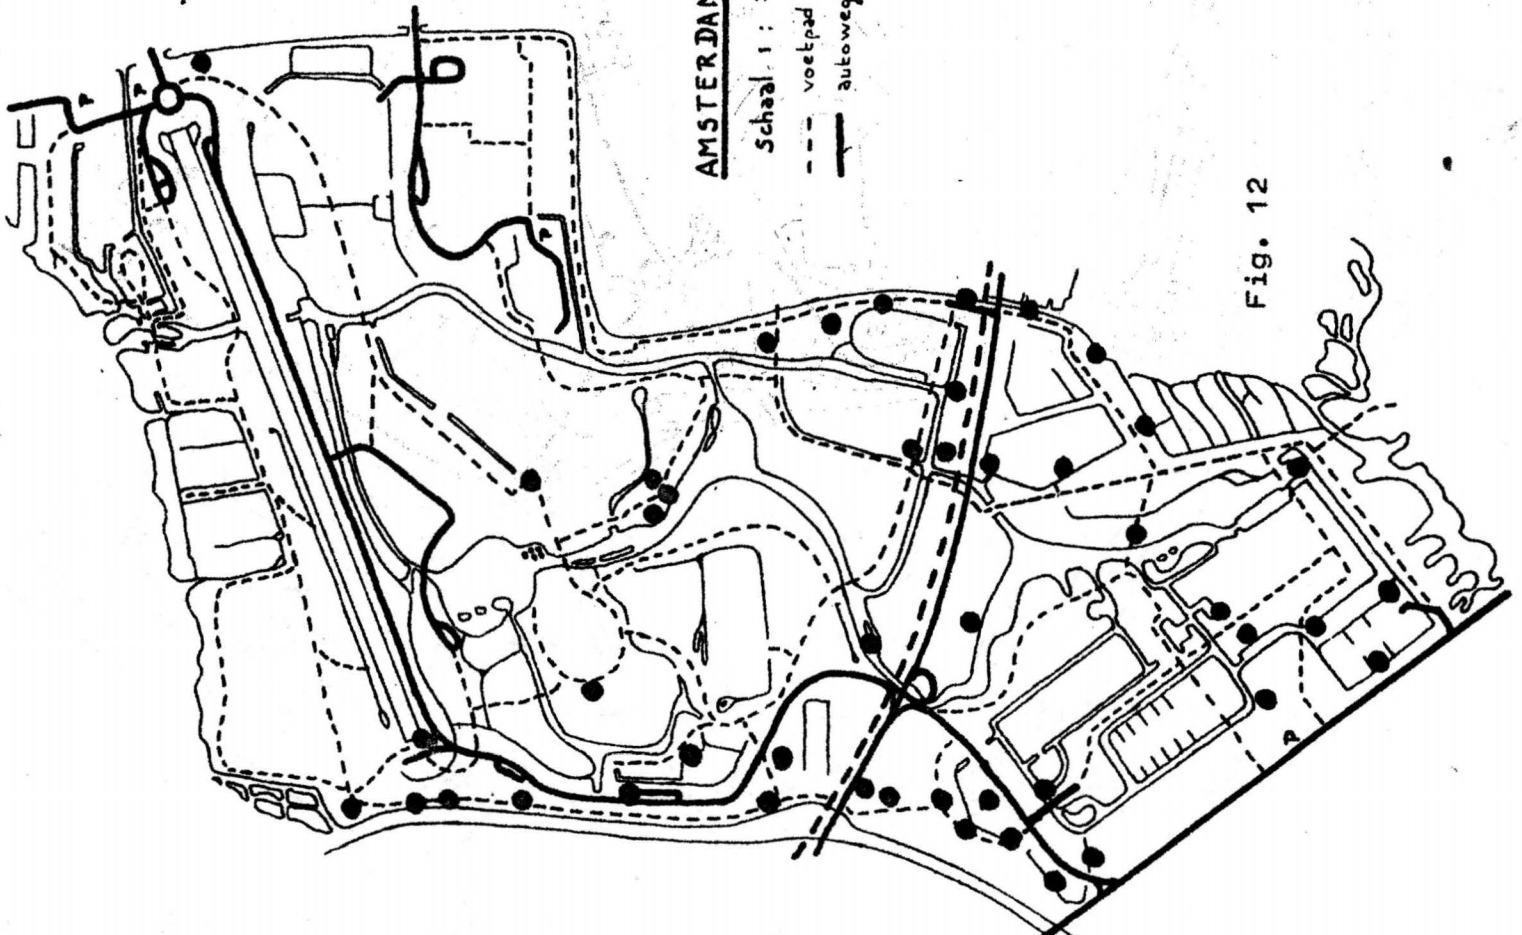 AMSTERDAM
Schaal 1 :
voetpad
autoweg
Fig. 12
P
P
P
P